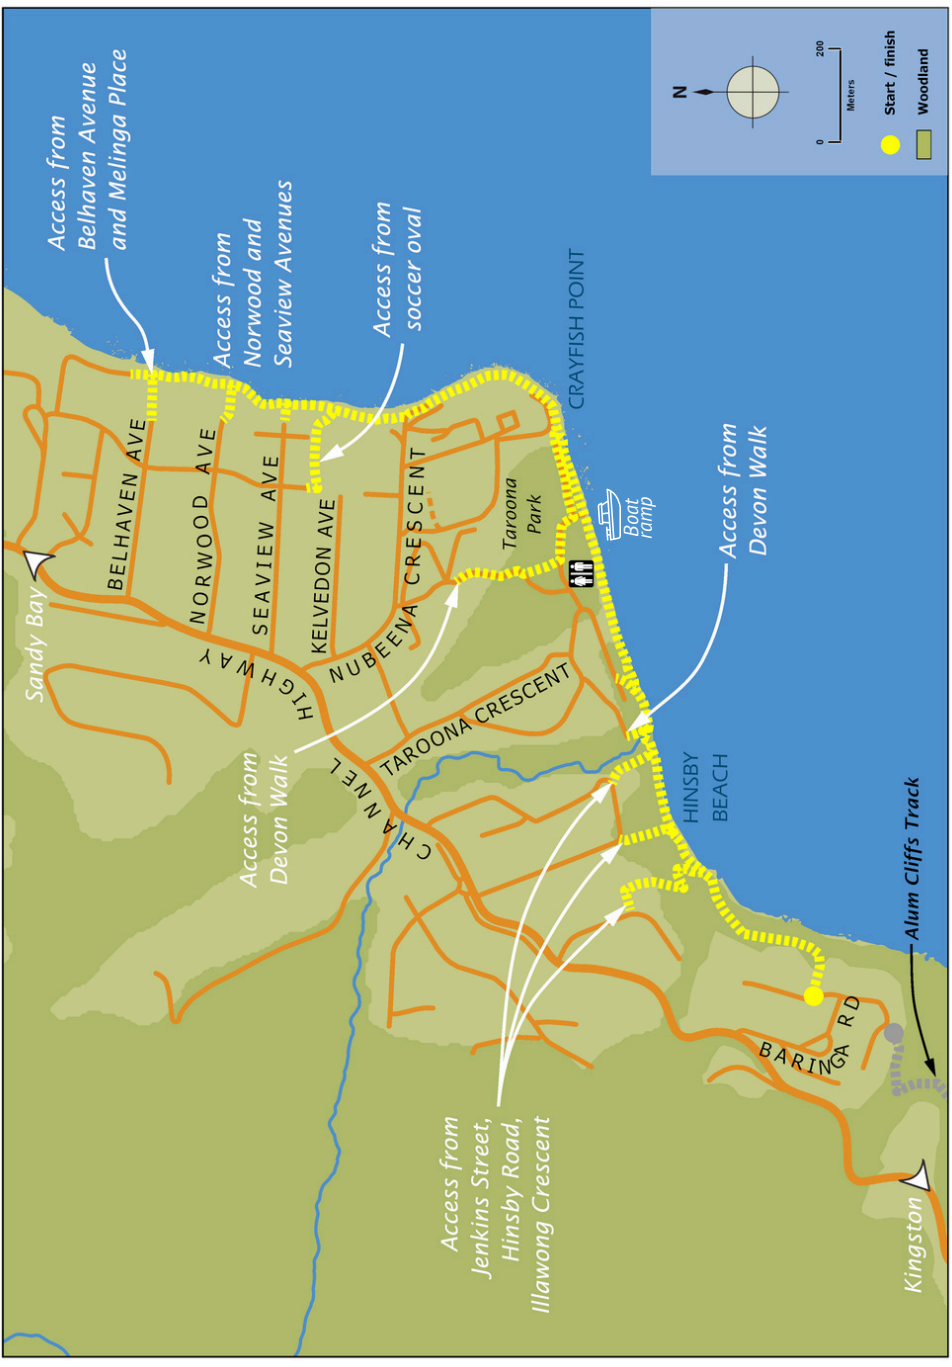 Access from
Belhaven Avenue
and Melinga Place
Access from
Norwood and
Seaview Avenues
Access from
soccer oval
CRAYFISH POINT
N
0
200
Meters
Start / finish
Woodland
Sandy Bay
BELHAVEN AVE
NORWOOD AVE
SEAVIEW AVE
KELVEDON AVE
NUBEENA CRESCENT
Taroona
Park
Boat
ramp
Access from
Devon Walk
CHANNEL HIGHWAY
TAROONA CRESCENT
Access from
Devon Walk
HINSBY
BEACH
Alum Cliffs Track
BARINGA RD
Access from
Jenkins Street,
Hinsby Road,
Illawong Crescent
Kingston